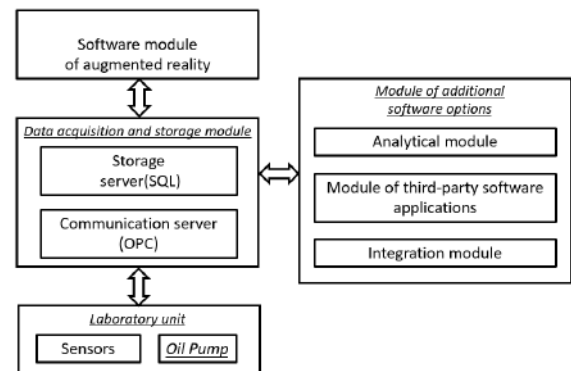 Software module
of augmented reality
Data acquisition and storage module
Storage
server(SQL)
Communication server
(OPC)
Laboratory unit
Sensors
Oil Pump
Module of additional
software options
Analytical module
Module of third-party software
applications
Integration module